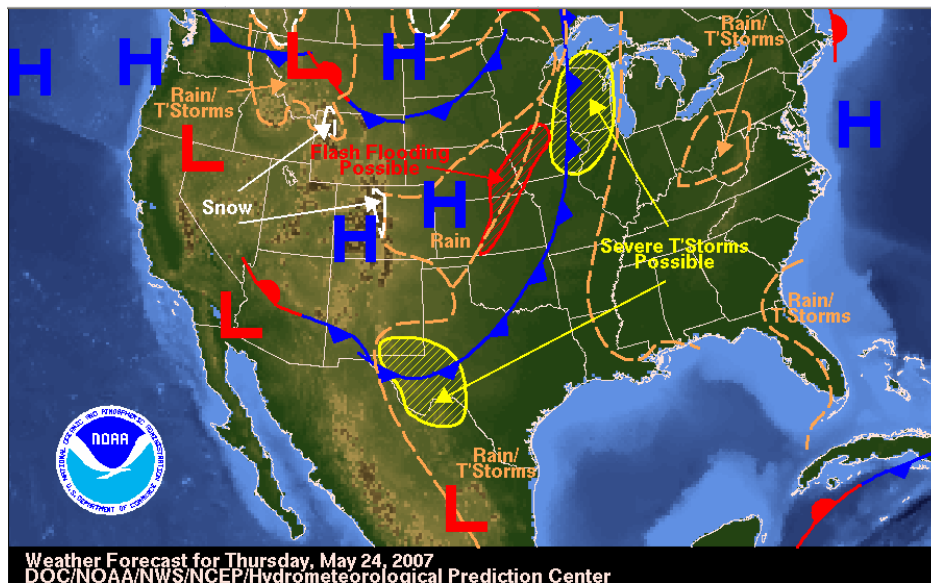 H
H
L
H
Rain/
T'Storms
Rain/
T'Storms
H
L
Flash Flooding
Possible
Snow
H
H
Rain
Severe T'Storms
Possible
Rain/
T'Storms
L
Rain/
T'Storms
L
NATIONAL OCEANIC AND ATMOSPHERIC ADMINISTRATION
NOAA
U.S. DEPARTMENT OF COMMERCE
Weather Forecast for Thursday, May 24, 2007
DOC/NOAA/NWS/NCEP/Hydrometeorological Prediction Center